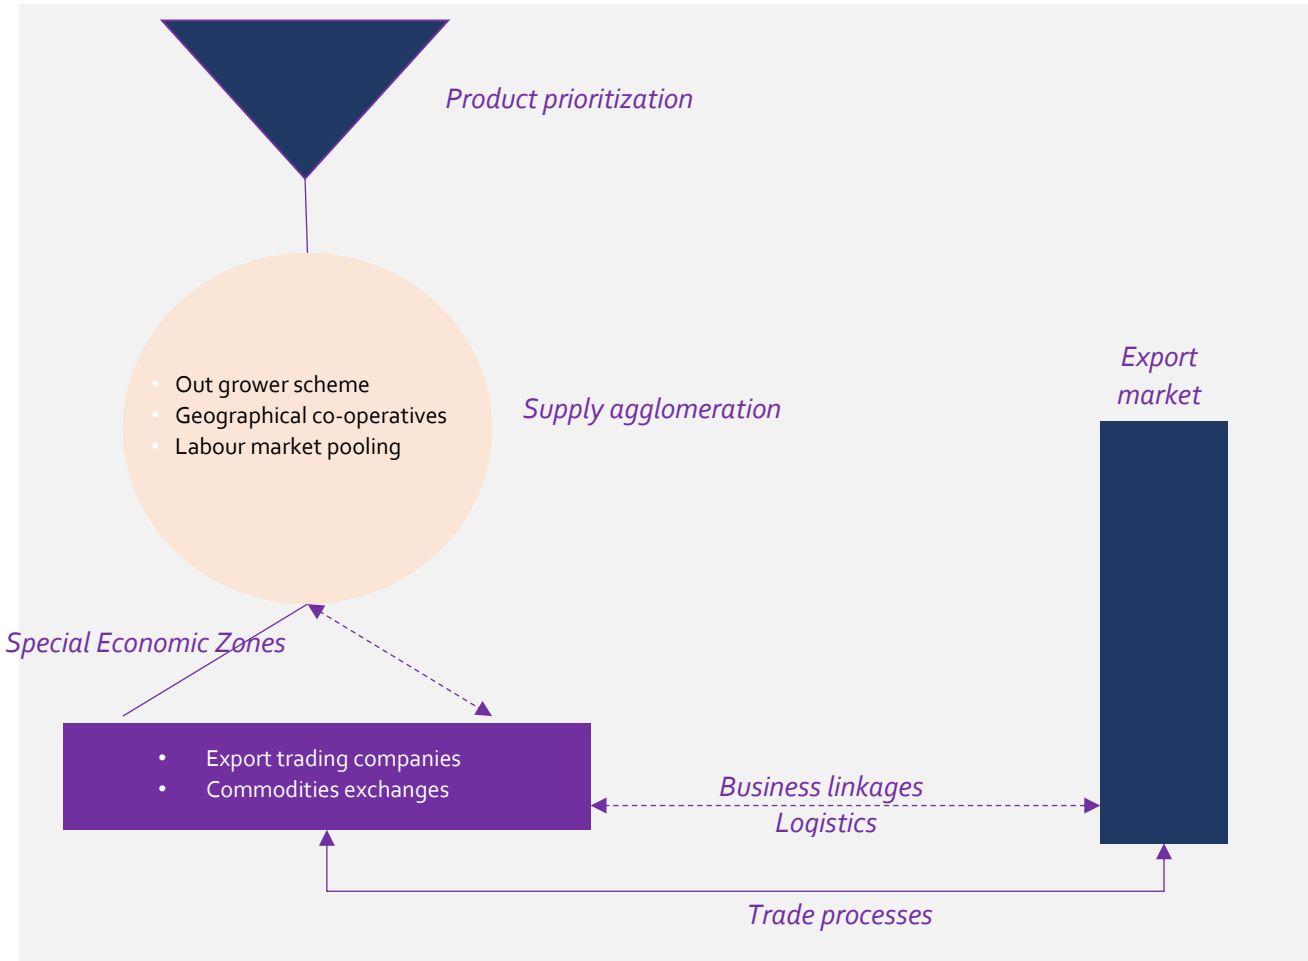 Product prioritization
• Out grower scheme
• Geographical co-operatives
• Labour market pooling
Supply agglomeration
Export
market
Special Economic Zones
• Export trading companies
• Commodities exchanges
Business linkages
Logistics
Trade processes